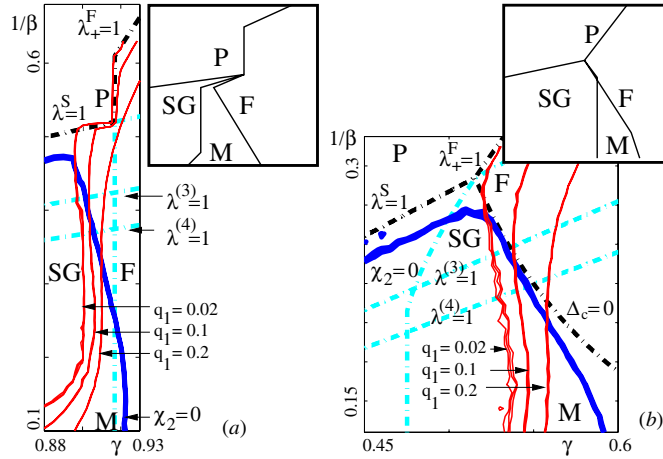 1/β
λ₊ᶠ=1
0.6
P
λˢ=1
SG
F
λ⁽³⁾=1
λ⁽⁴⁾=1
q₁= 0.02
q₁= 0.1
q₁= 0.2
χ₂=0
M
0.1
0.88
γ
0.93
(a)
P
SG
F
M
1/β
0.3
P
λ₊ᶠ=1
F
λˢ=1
SG
χ₂=0
λ⁽³⁾=1
λ⁽⁴⁾=1
Δc=0
q₁= 0.02
q₁= 0.1
q₁= 0.2
M
0.15
0.45
γ
0.6
(b)
P
SG
F
M